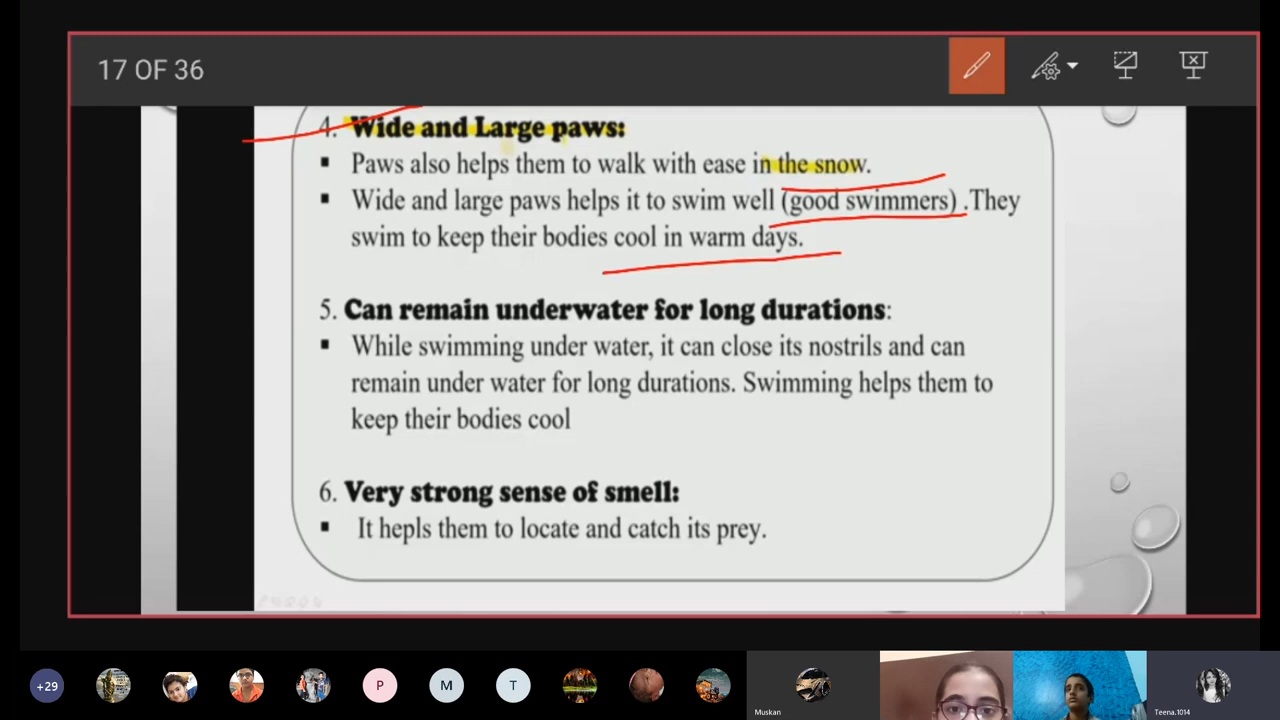 17 OF 36
4. Wide and Large paws:
▪ Paws also helps them to walk with ease in the snow.
▪ Wide and large paws helps it to swim well (good swimmers) .They
swim to keep their bodies cool in warm days.
5. Can remain underwater for long durations:
▪ While swimming under water, it can close its nostrils and can
remain under water for long durations. Swimming helps them to
keep their bodies cool
6. Very strong sense of smell:
▪ It hepls them to locate and catch its prey.
+29
P
M
T
Muskan
Teena.1014